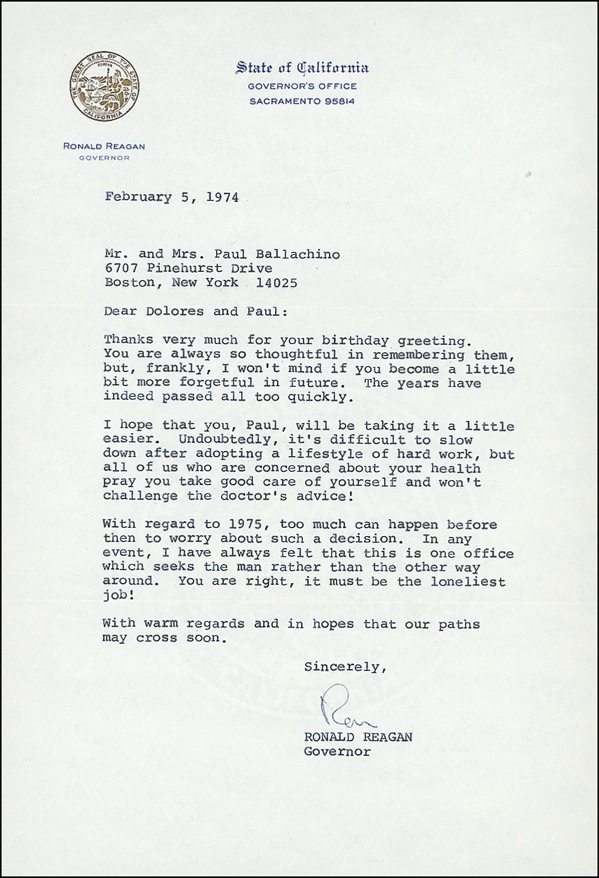 THE GREAT SEAL OF THE STATE OF CALIFORNIA
State of California
GOVERNOR'S OFFICE
SACRAMENTO 95814
RONALD REAGAN
GOVERNOR
February 5, 1974
Mr. and Mrs. Paul Ballachino
6707 Pinehurst Drive
Boston, New York 14025
Dear Dolores and Paul:
Thanks very much for your birthday greeting.
You are always so thoughtful in remembering them,
but, frankly, I won't mind if you become a little
bit more forgetful in future. The years have
indeed passed all too quickly.
I hope that you, Paul, will be taking it a little
easier. Undoubtedly, it's difficult to slow
down after adopting a lifestyle of hard work, but
all of us who are concerned about your health
pray you take good care of yourself and won't
challenge the doctor's advice!
With regard to 1975, too much can happen before
then to worry about such a decision. In any
event, I have always felt that this is one office
which seeks the man rather than the other way
around. You are right, it must be the loneliest
job!
With warm regards and in hopes that our paths
may cross soon.
Sincerely,
Ron
RONALD REAGAN
Governor